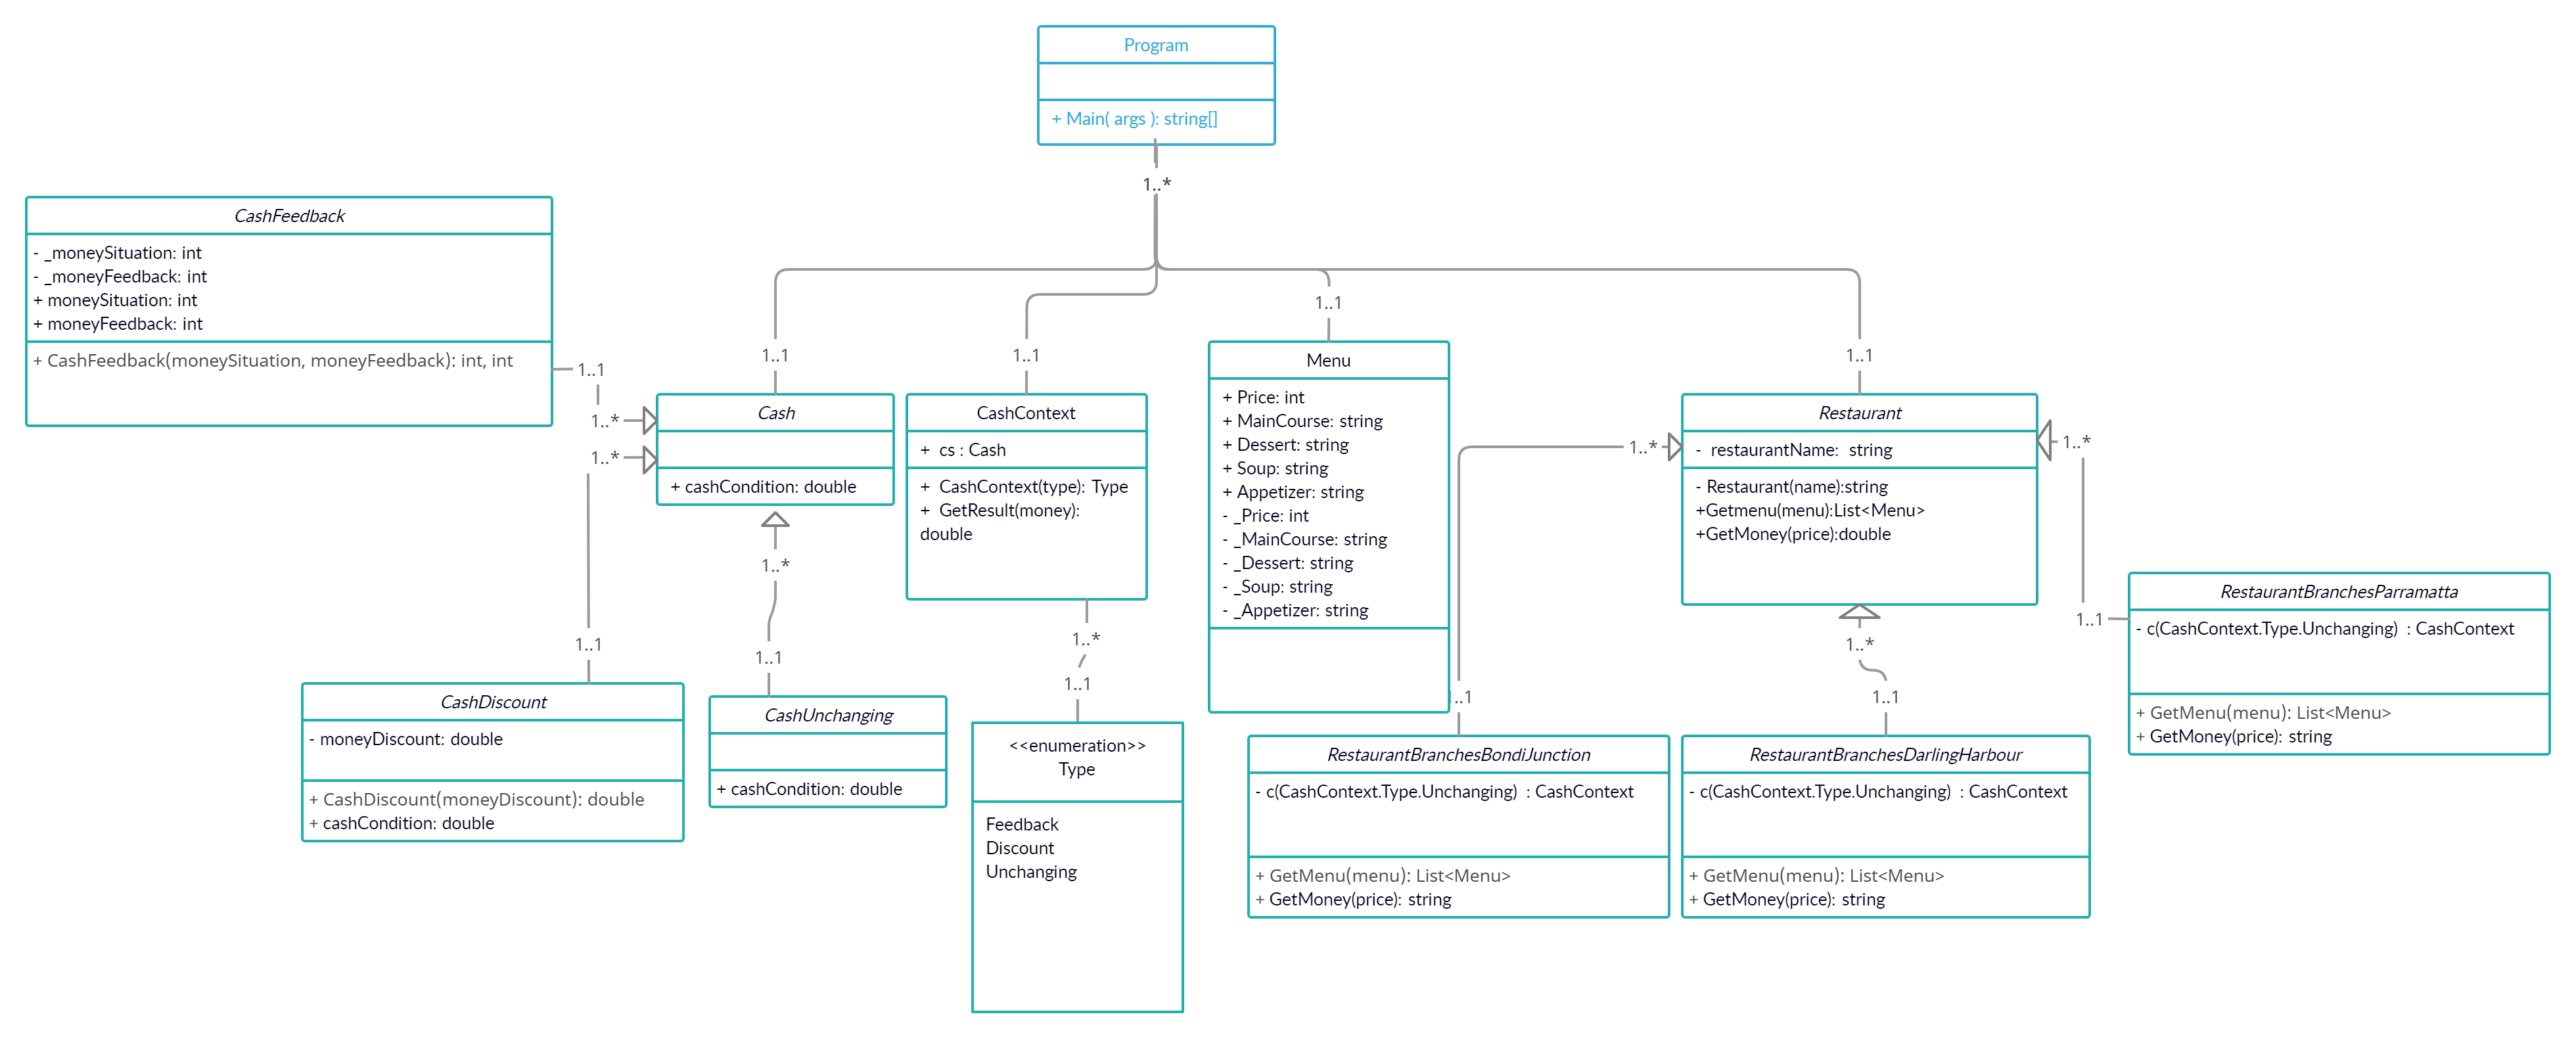 Program
+ Main( args ): string[]
1..*
CashFeedback
- _moneySituation: int
- _moneyFeedback: int
+ moneySituation: int
+ moneyFeedback: int
+ CashFeedback(moneySituation, moneyFeedback): int, int
1..1
1..*
1..*
1..1
Cash
+ cashCondition: double
1..*
1..1
1..1
CashContext
+ cs : Cash
+ CashContext(type): Type
+ GetResult(money):
double
1..*
1..1
1..1
Menu
+ Price: int
+ MainCourse: string
+ Dessert: string
+ Soup: string
+ Appetizer: string
- _Price: int
- _MainCourse: string
- _Dessert: string
- _Soup: string
- _Appetizer: string
1..1
Restaurant
- restaurantName: string
- Restaurant(name):string
+Getmenu(menu):List<Menu>
+GetMoney(price):double
1..*
1..*
1..*
1..1
RestaurantBranchesParramatta
- c(CashContext.Type.Unchanging) : CashContext
+ GetMenu(menu): List<Menu>
+ GetMoney(price): string
1..1
CashDiscount
- moneyDiscount: double
+ CashDiscount(moneyDiscount): double
+ cashCondition: double
CashUnchanging
+ cashCondition: double
<<enumeration>>
Type
Feedback
Discount
Unchanging
..1
RestaurantBranchesBondiJunction
- c(CashContext.Type.Unchanging) : CashContext
+ GetMenu(menu): List<Menu>
+ GetMoney(price): string
1..1
RestaurantBranchesDarlingHarbour
- c(CashContext.Type.Unchanging) : CashContext
+ GetMenu(menu): List<Menu>
+ GetMoney(price): string